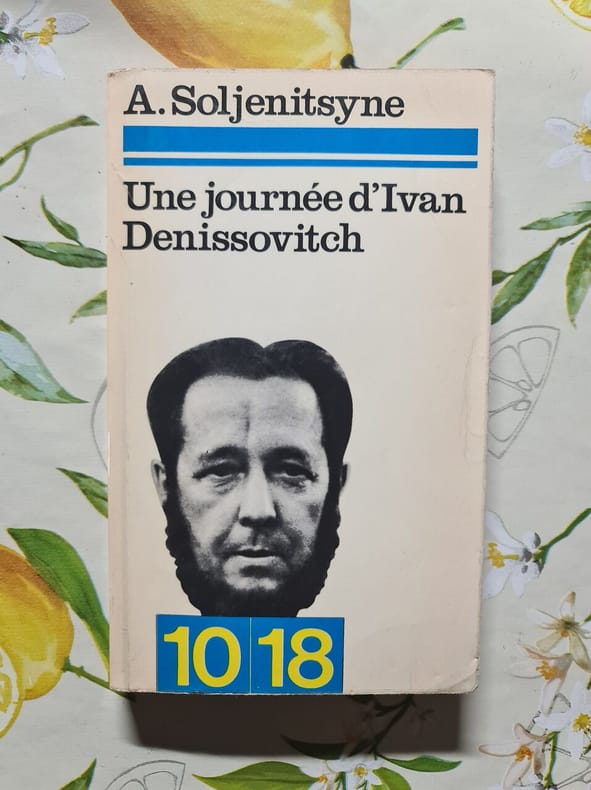 A. Soljenitsyne
Une journée d'Ivan
Denissovitch
10 18